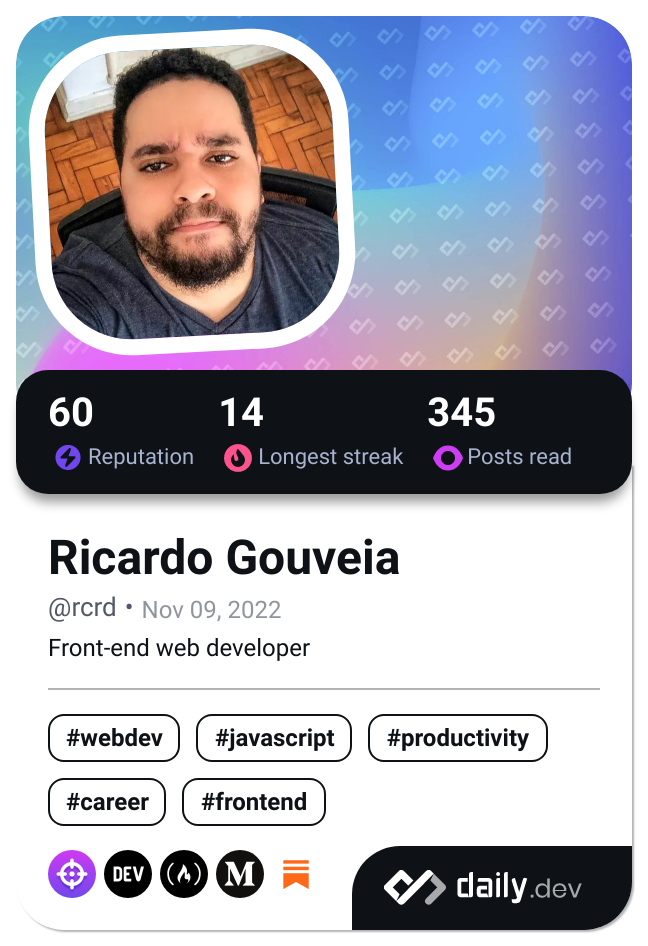 60 14 345
Reputation Longest streak Posts read
Ricardo Gouveia
@rcrd • Nov 09, 2022
Front-end web developer
#webdev #javascript #productivity
#career #frontend
DEV M
daily.dev